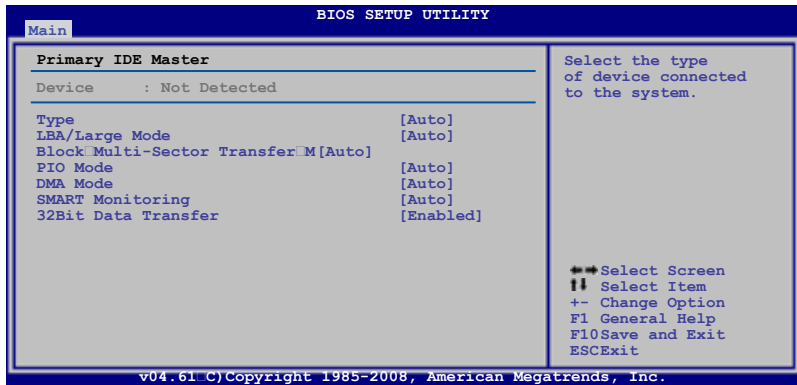 BIOS SETUP UTILITY
Main
Primary IDE Master
Device : Not Detected
Type [Auto]
LBA/Large Mode [Auto]
Block□Multi-Sector Transfer□M[Auto]
PIO Mode [Auto]
DMA Mode [Auto]
SMART Monitoring [Auto]
32Bit Data Transfer [Enabled]
Select the type
of device connected
to the system.
←→Select Screen
↑↓ Select Item
+- Change Option
F1 General Help
F10Save and Exit
ESCExit
v04.61□C)Copyright 1985-2008, American Megatrends, Inc.